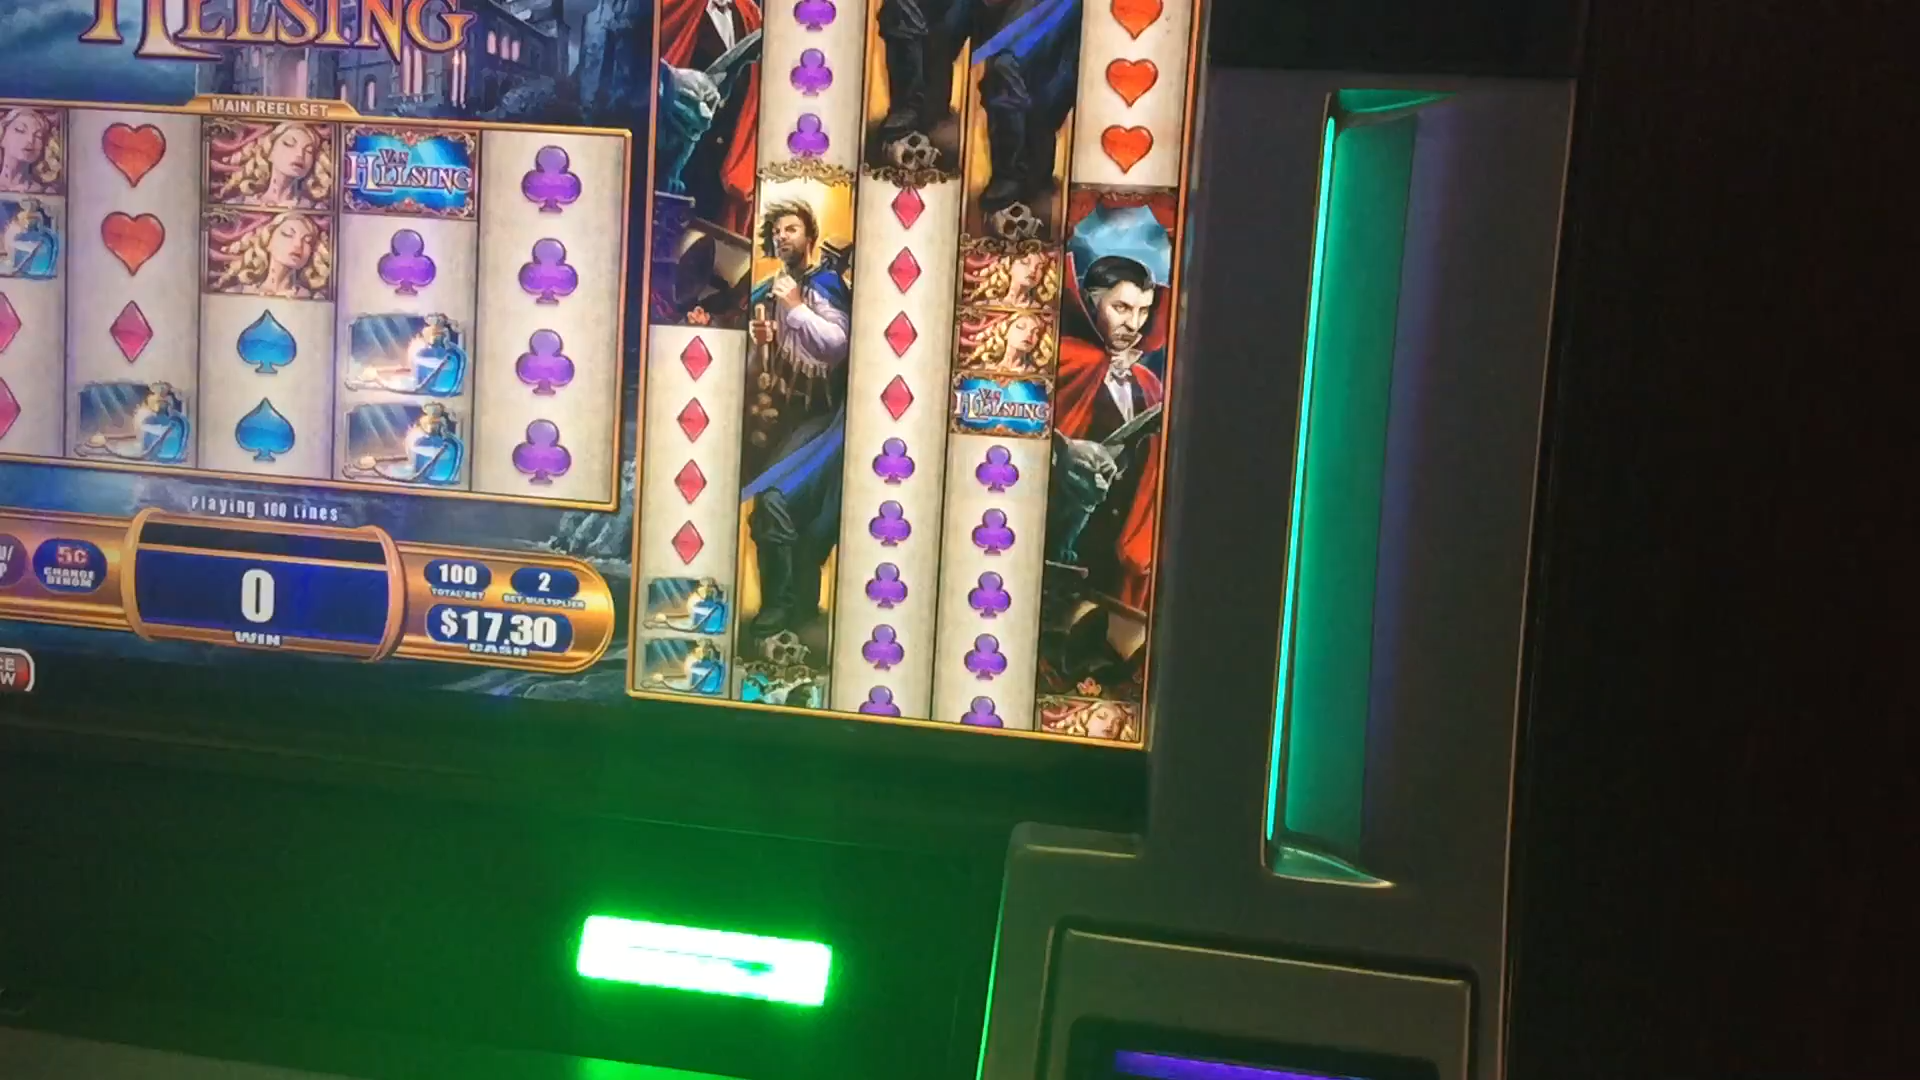 HELSING
MAIN REEL SET
VAN
HELSING
VAN
HELSING
Playing 100 Lines
5¢
CHANGE
DENOM
0
WIN
100
TOTAL BET
2
BET MULTIPLIER
$17.30
CASH